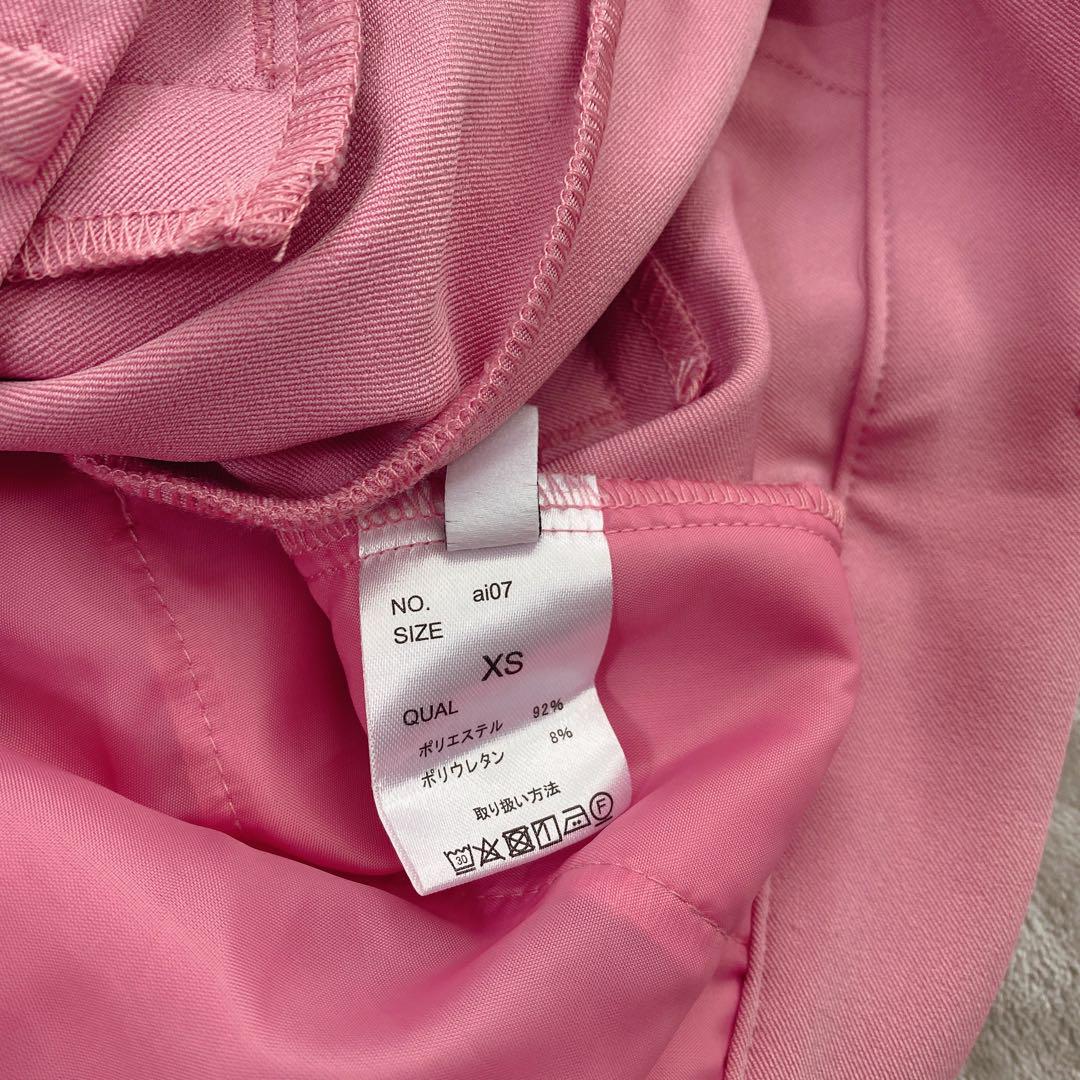 NO. ai07
SIZE
XS
QUAL
ポリエステル 92%
ポリウレタン 8%
取り扱い方法
30 F